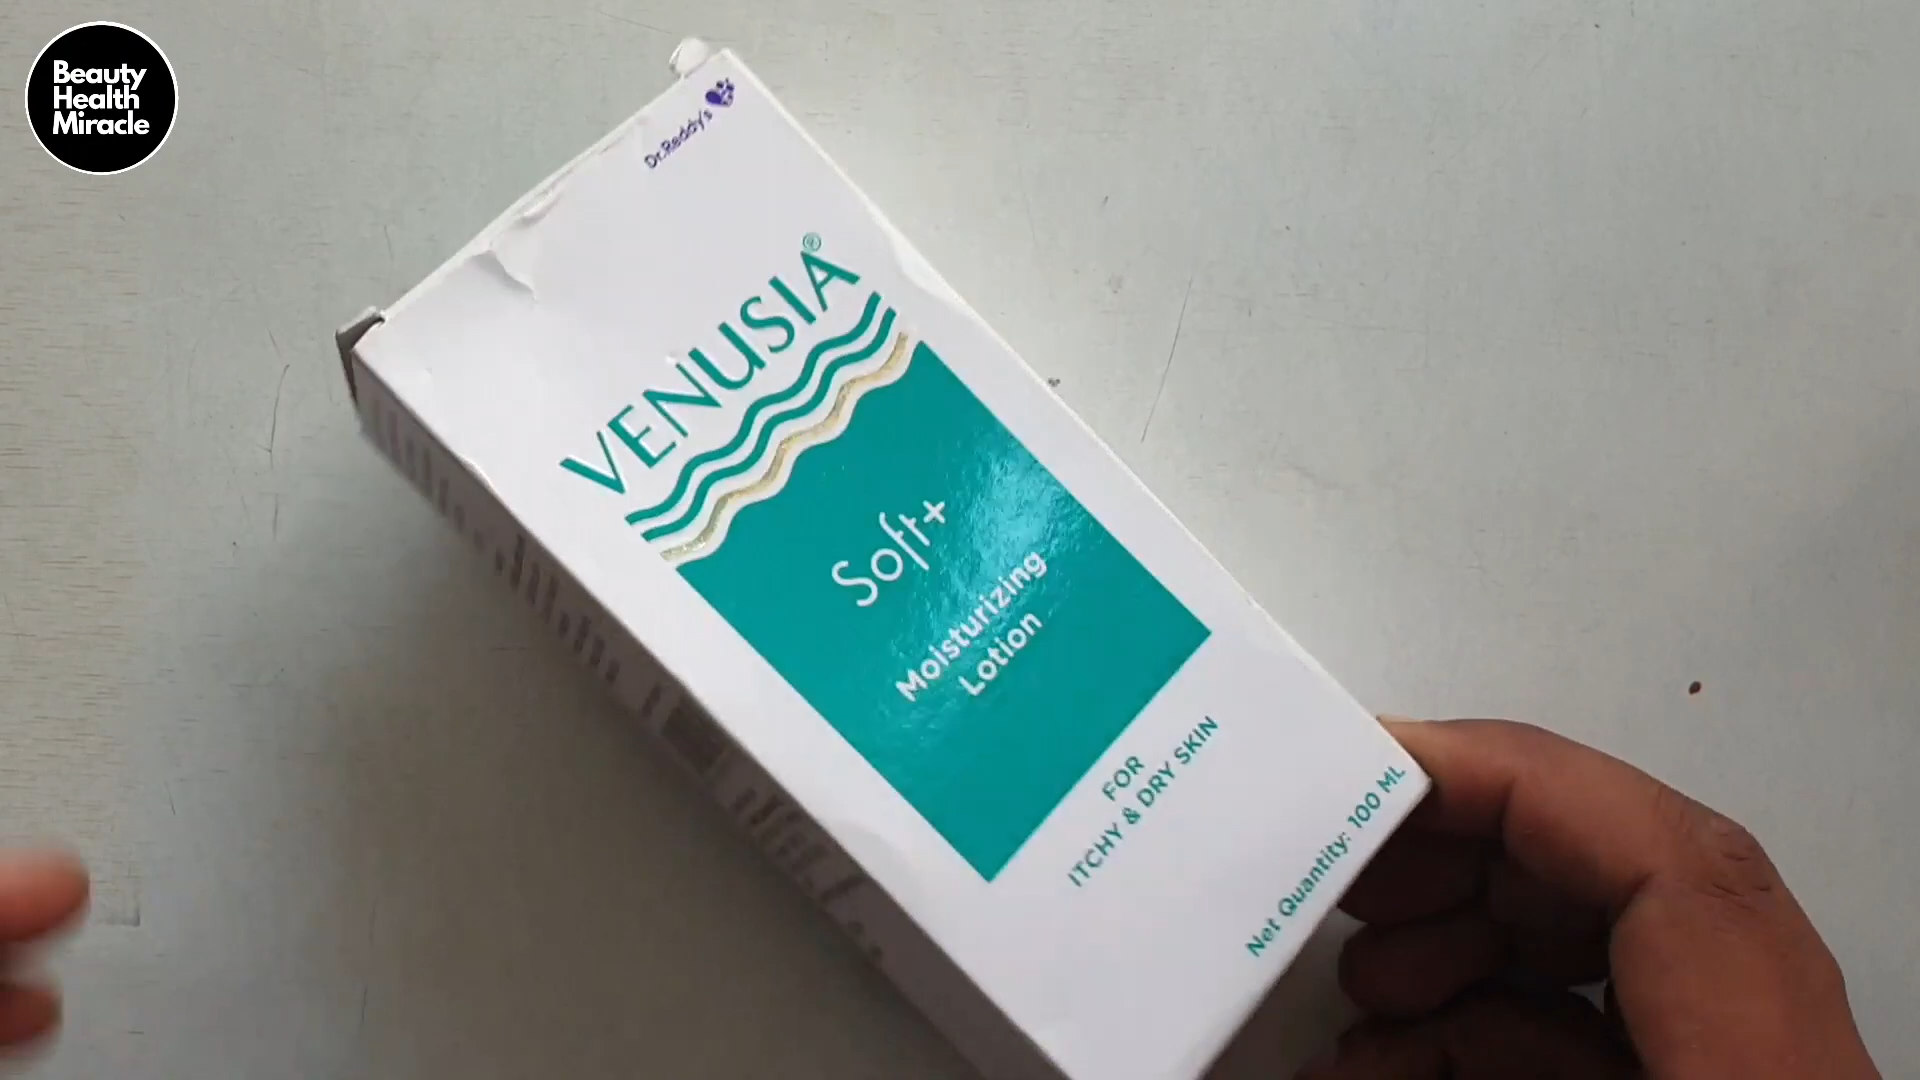 Beauty
Health
Miracle
Dr.Reddy's
VENUSIA®
Soft+
Moisturizing
Lotion
FOR
ITCHY & DRY SKIN
Net Quantity: 100 ML